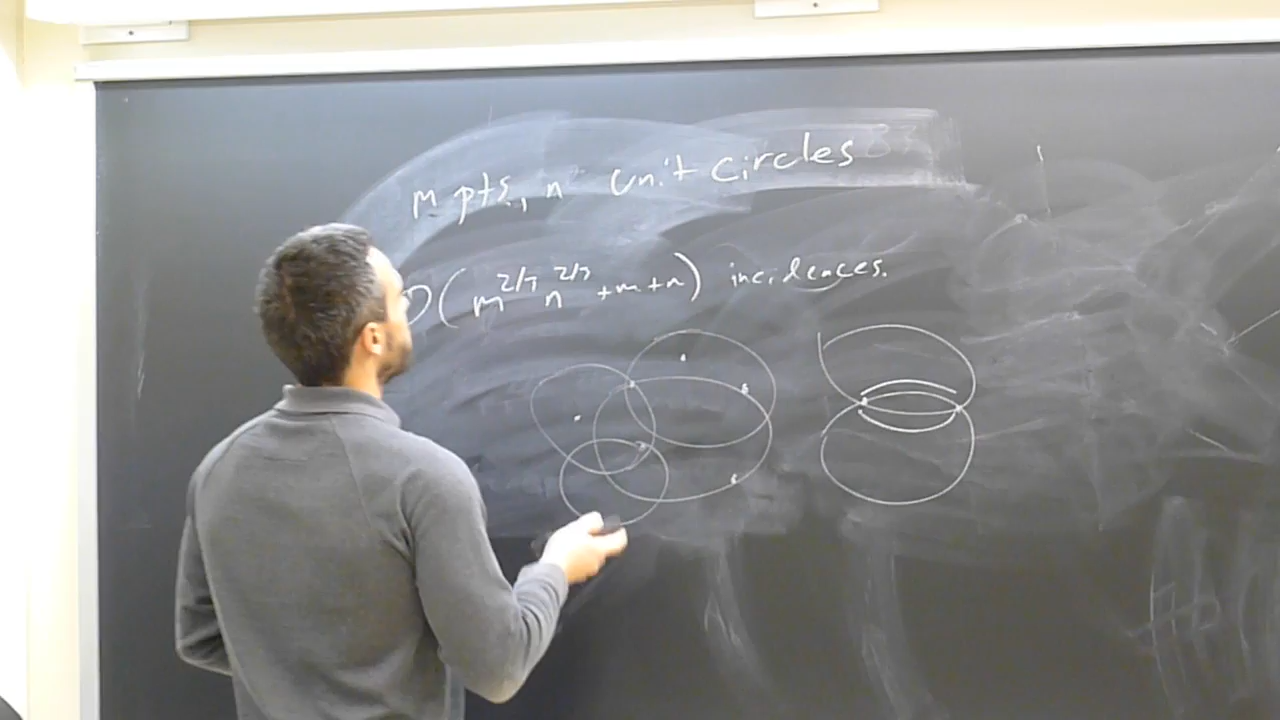 m pts, n unit circles
O(m^{2/3} n^{2/3} + m + n) incidences.